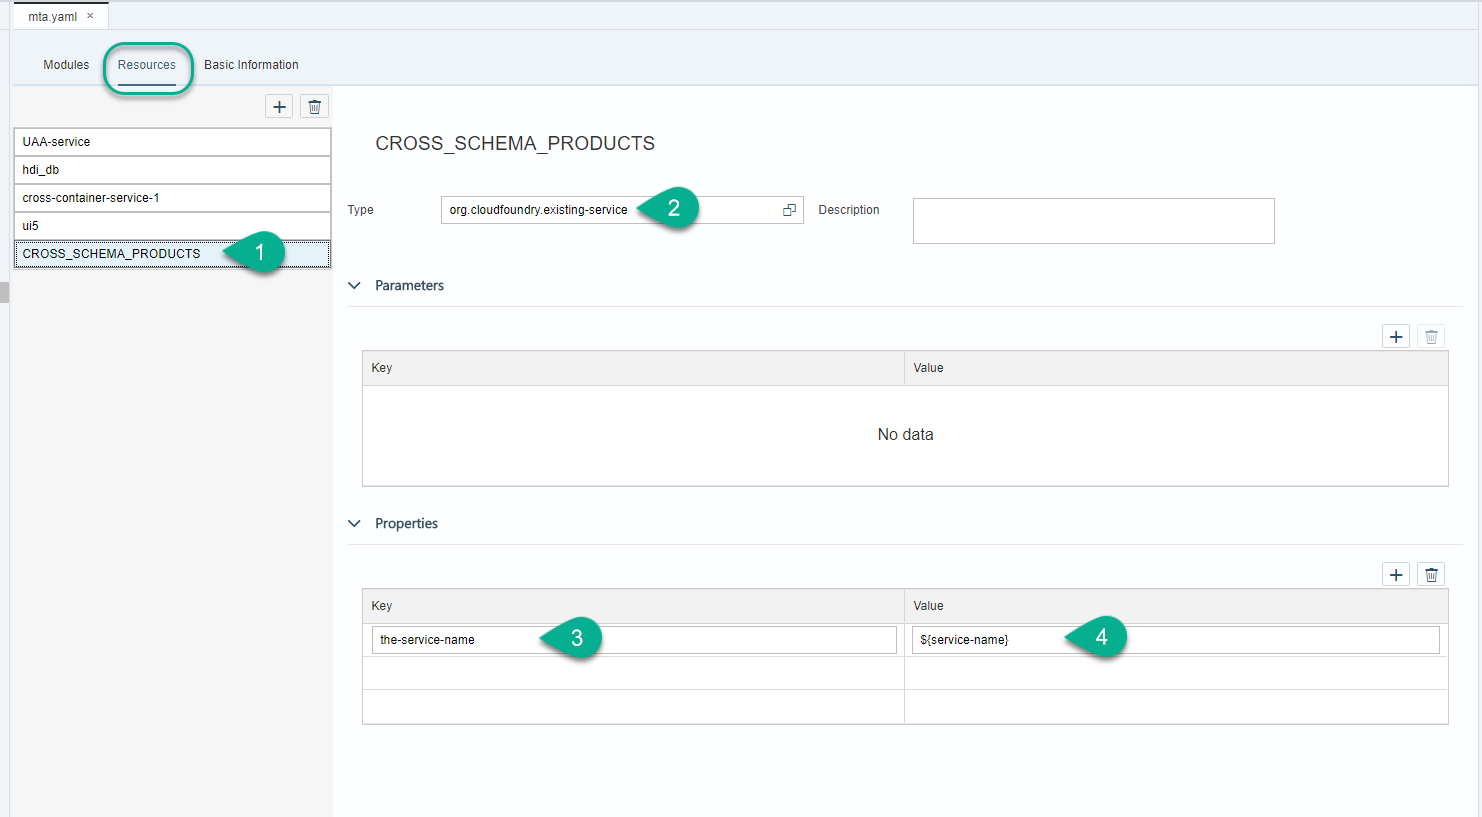 mta.yaml ×
Modules Resources Basic Information
UAA-service
hdi_db
cross-container-service-1
ui5
CROSS_SCHEMA_PRODUCTS 1
CROSS_SCHEMA_PRODUCTS
Type org.cloudfoundry.existing-service 2 Description
Parameters
Key Value
No data
Properties
Key Value
the-service-name 3 ${service-name} 4